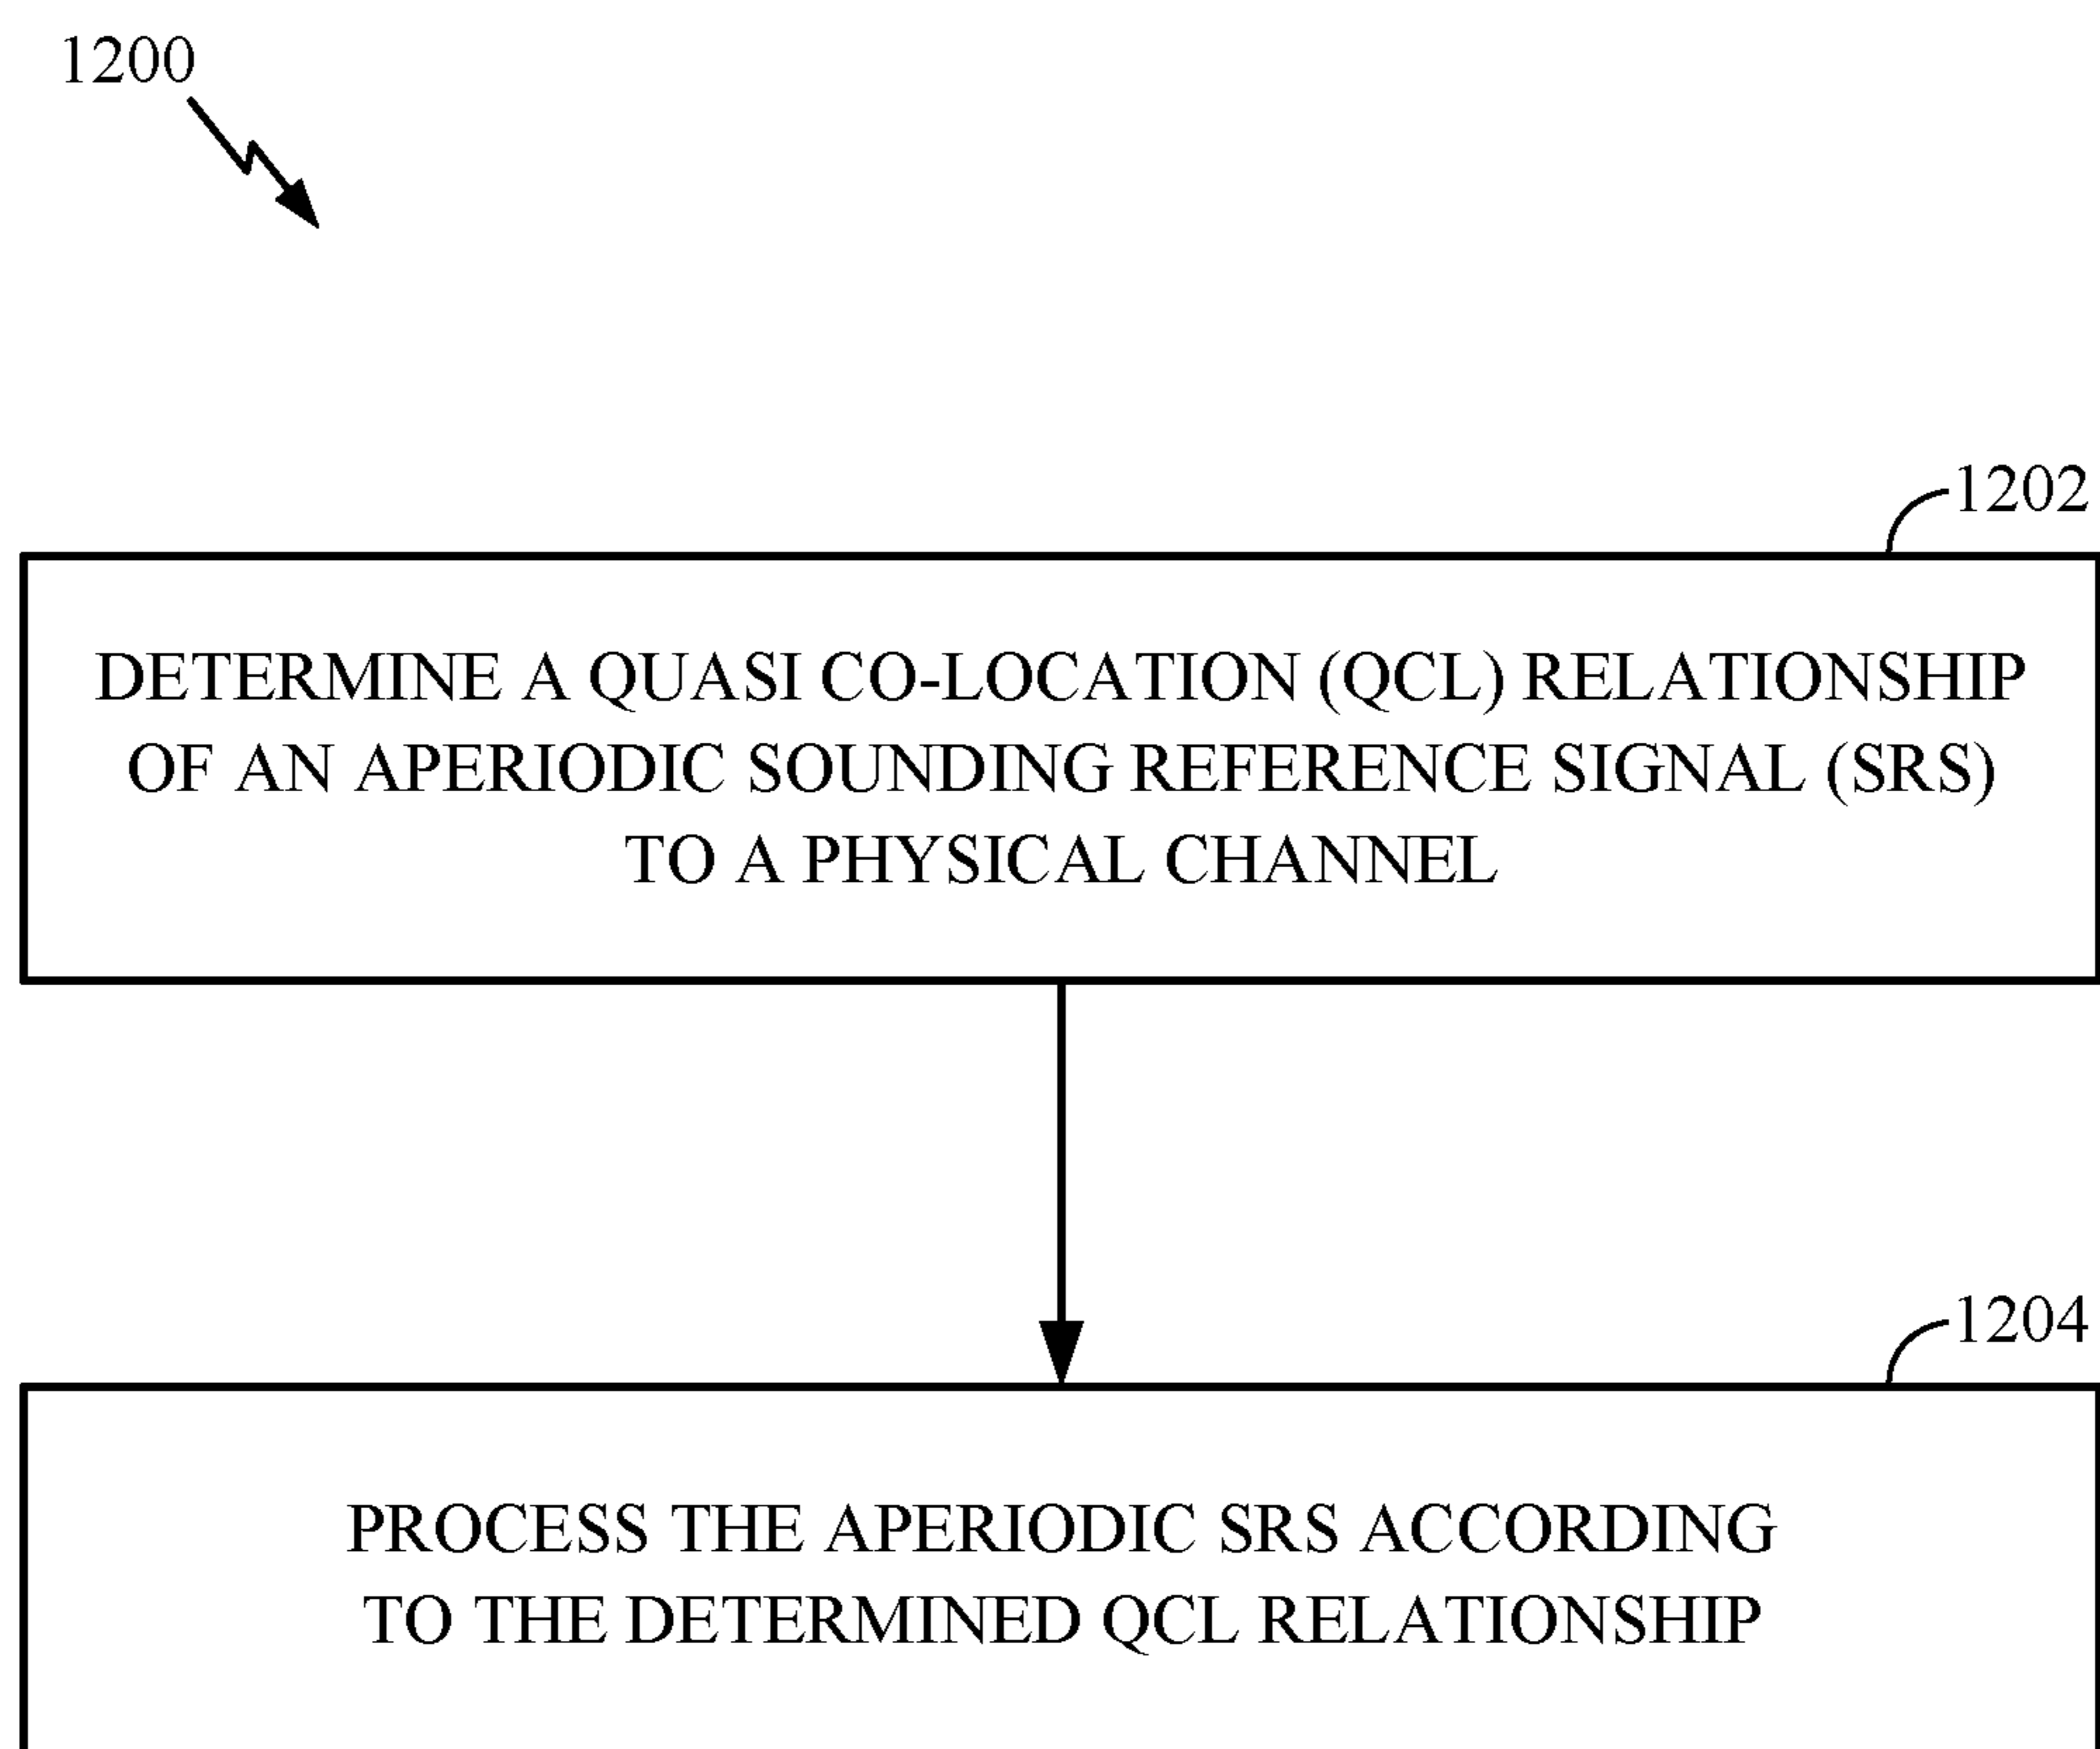 1200
1202
DETERMINE A QUASI CO-LOCATION (QCL) RELATIONSHIP
OF AN APERIODIC SOUNDING REFERENCE SIGNAL (SRS)
TO A PHYSICAL CHANNEL
1204
PROCESS THE APERIODIC SRS ACCORDING
TO THE DETERMINED QCL RELATIONSHIP